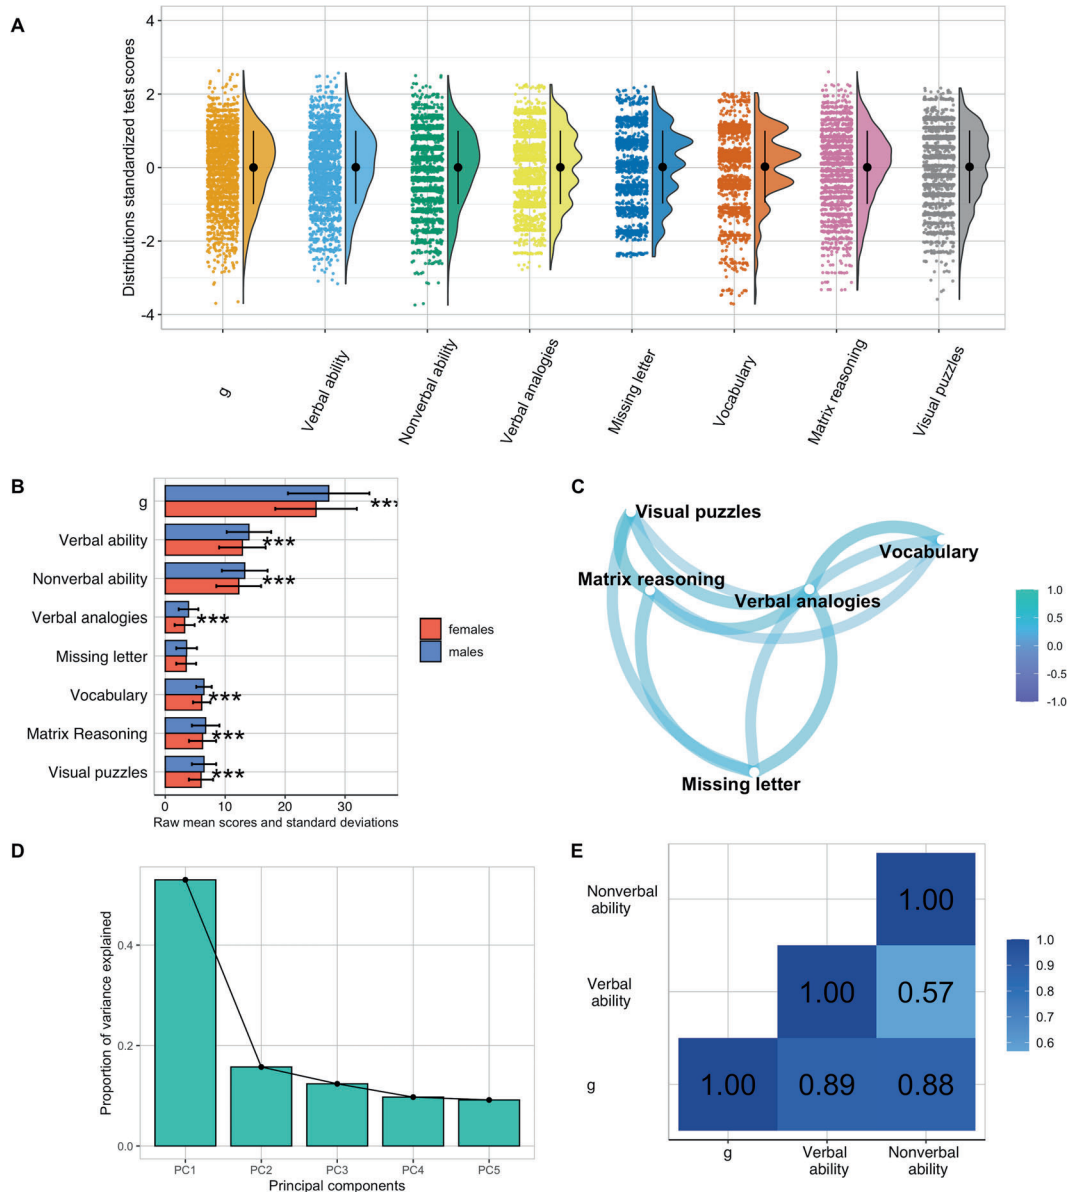 A
Distributions standardized test scores
4
2
0
-2
-4
g
Verbal ability
Nonverbal ability
Verbal analogies
Missing letter
Vocabulary
Matrix reasoning
Visual puzzles
B
g
Verbal ability
Nonverbal ability
Verbal analogies
Missing letter
Vocabulary
Matrix Reasoning
Visual puzzles
***
***
***
***
***
***
***
0 10 20 30
Raw mean scores and standard deviations
females
males
C
Visual puzzles
Vocabulary
Matrix reasoning
Verbal analogies
Missing letter
1.0
0.5
0.0
-0.5
-1.0
D
Proportion of variance explained
0.4
0.2
0.0
PC1 PC2 PC3 PC4 PC5
Principal components
E
Nonverbal
ability
1.00
Verbal
ability
1.00 0.57
g
1.00 0.89 0.88
g
Verbal
ability
Nonverbal
ability
1.0
0.9
0.8
0.7
0.6